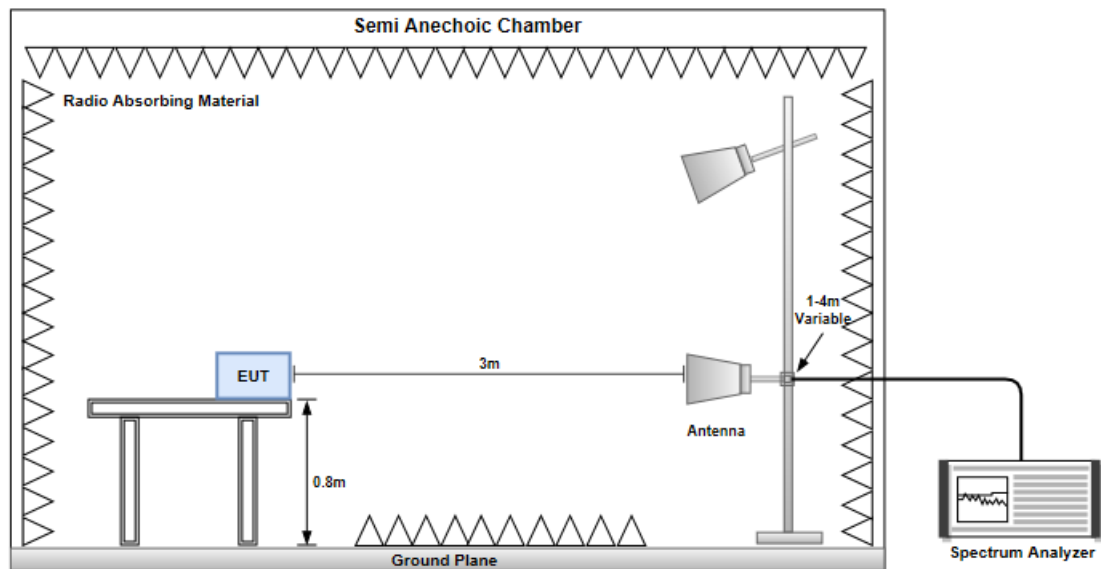 Semi Anechoic Chamber
Radio Absorbing Material
1-4m
Variable
3m
EUT
Antenna
0.8m
Ground Plane
Spectrum Analyzer